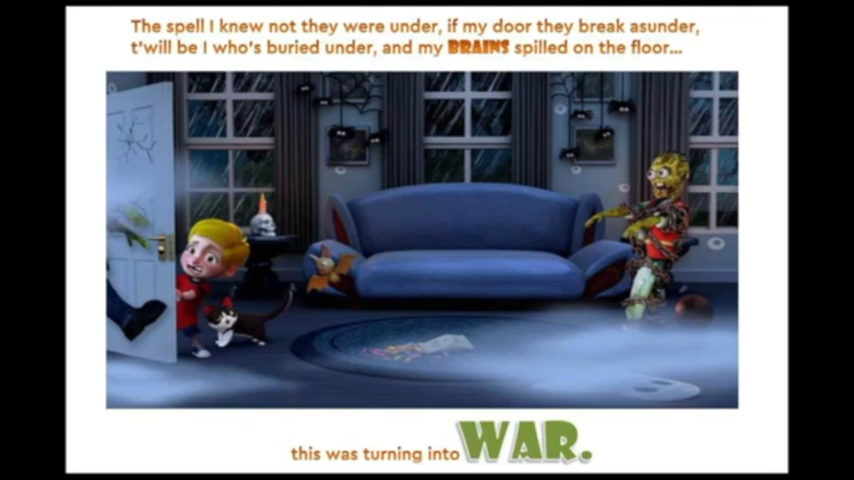 The spell I knew not they were under, if my door they break asunder,
t'will be I who's buried under, and my BRAINS spilled on the floor...
this was turning into WAR.